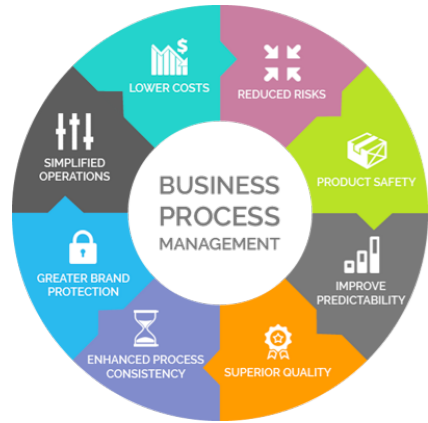 BUSINESS
PROCESS
MANAGEMENT
$
LOWER COSTS
REDUCED RISKS
PRODUCT SAFETY
IMPROVE
PREDICTABILITY
SUPERIOR QUALITY
ENHANCED PROCESS
CONSISTENCY
GREATER BRAND
PROTECTION
SIMPLIFIED
OPERATIONS